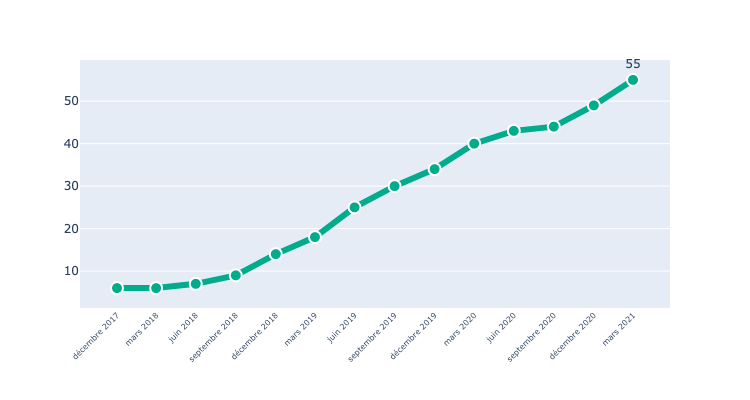 55
50
40
30
20
10
décembre 2017
mars 2018
juin 2018
septembre 2018
décembre 2018
mars 2019
juin 2019
septembre 2019
décembre 2019
mars 2020
juin 2020
septembre 2020
décembre 2020
mars 2021